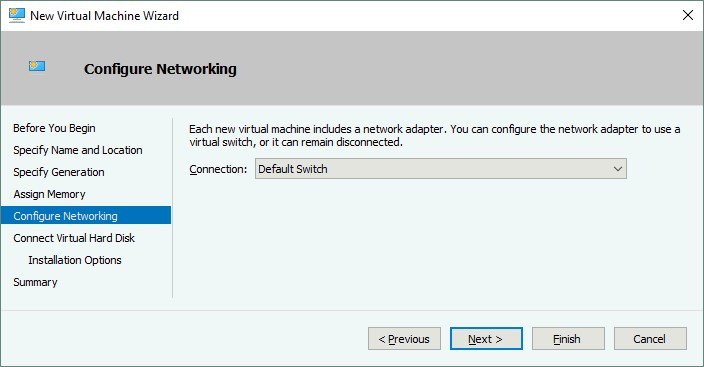 New Virtual Machine Wizard
Configure Networking
Before You Begin
Specify Name and Location
Specify Generation
Assign Memory
Configure Networking
Connect Virtual Hard Disk
Installation Options
Summary
Each new virtual machine includes a network adapter. You can configure the network adapter to use a
virtual switch, or it can remain disconnected.
Connection: Default Switch
< Previous Next > Finish Cancel